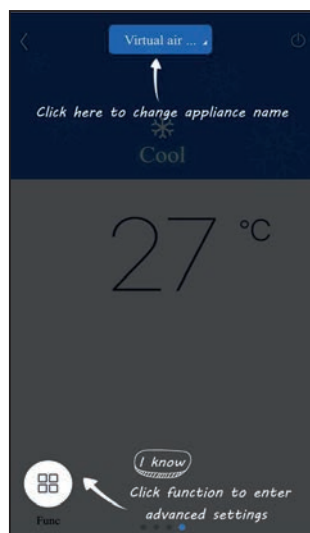 Virtual air ...
Click here to change appliance name
Cool
27 °C
I know
Click function to enter
advanced settings
Func